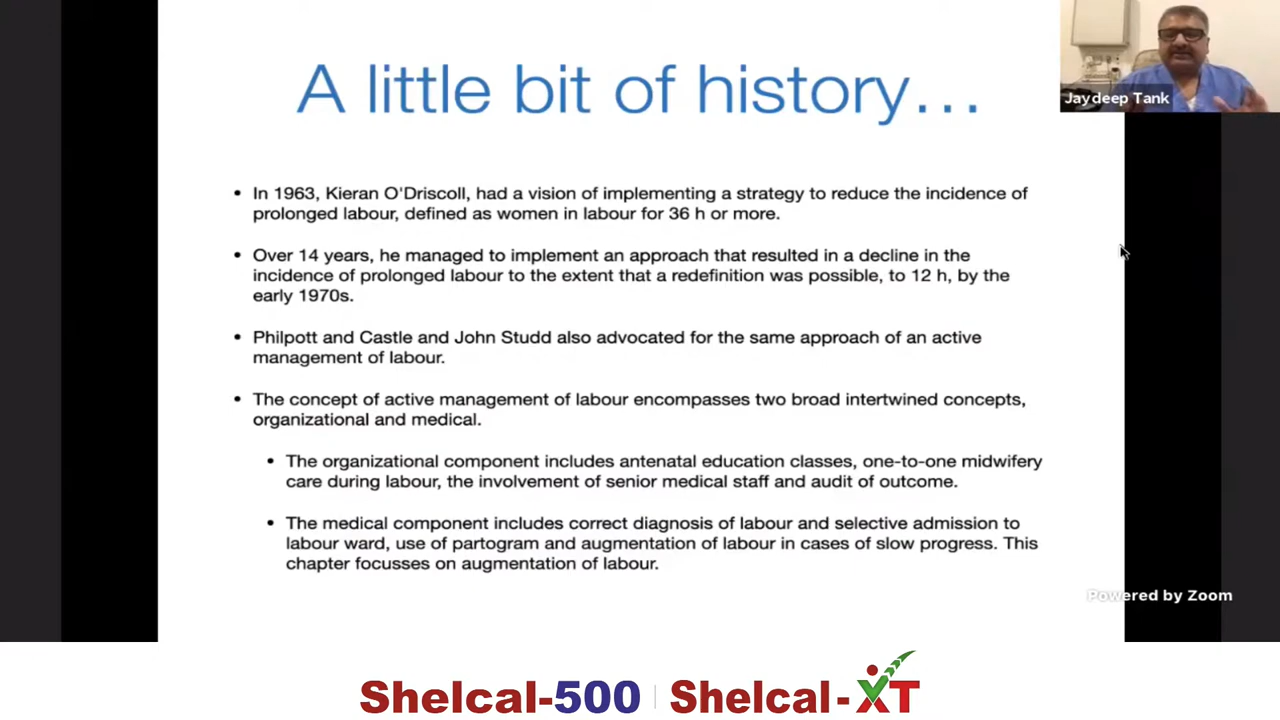 A little bit of history…
Jaydeep Tank
• In 1963, Kieran O'Driscoll, had a vision of implementing a strategy to reduce the incidence of
prolonged labour, defined as women in labour for 36 h or more.
• Over 14 years, he managed to implement an approach that resulted in a decline in the
incidence of prolonged labour to the extent that a redefinition was possible, to 12 h, by the
early 1970s.
• Philpott and Castle and John Studd also advocated for the same approach of an active
management of labour.
• The concept of active management of labour encompasses two broad intertwined concepts,
organizational and medical.
• The organizational component includes antenatal education classes, one-to-one midwifery
care during labour, the involvement of senior medical staff and audit of outcome.
• The medical component includes correct diagnosis of labour and selective admission to
labour ward, use of partogram and augmentation of labour in cases of slow progress. This
chapter focusses on augmentation of labour.
Powered by Zoom
Shelcal-500 | Shelcal-XT